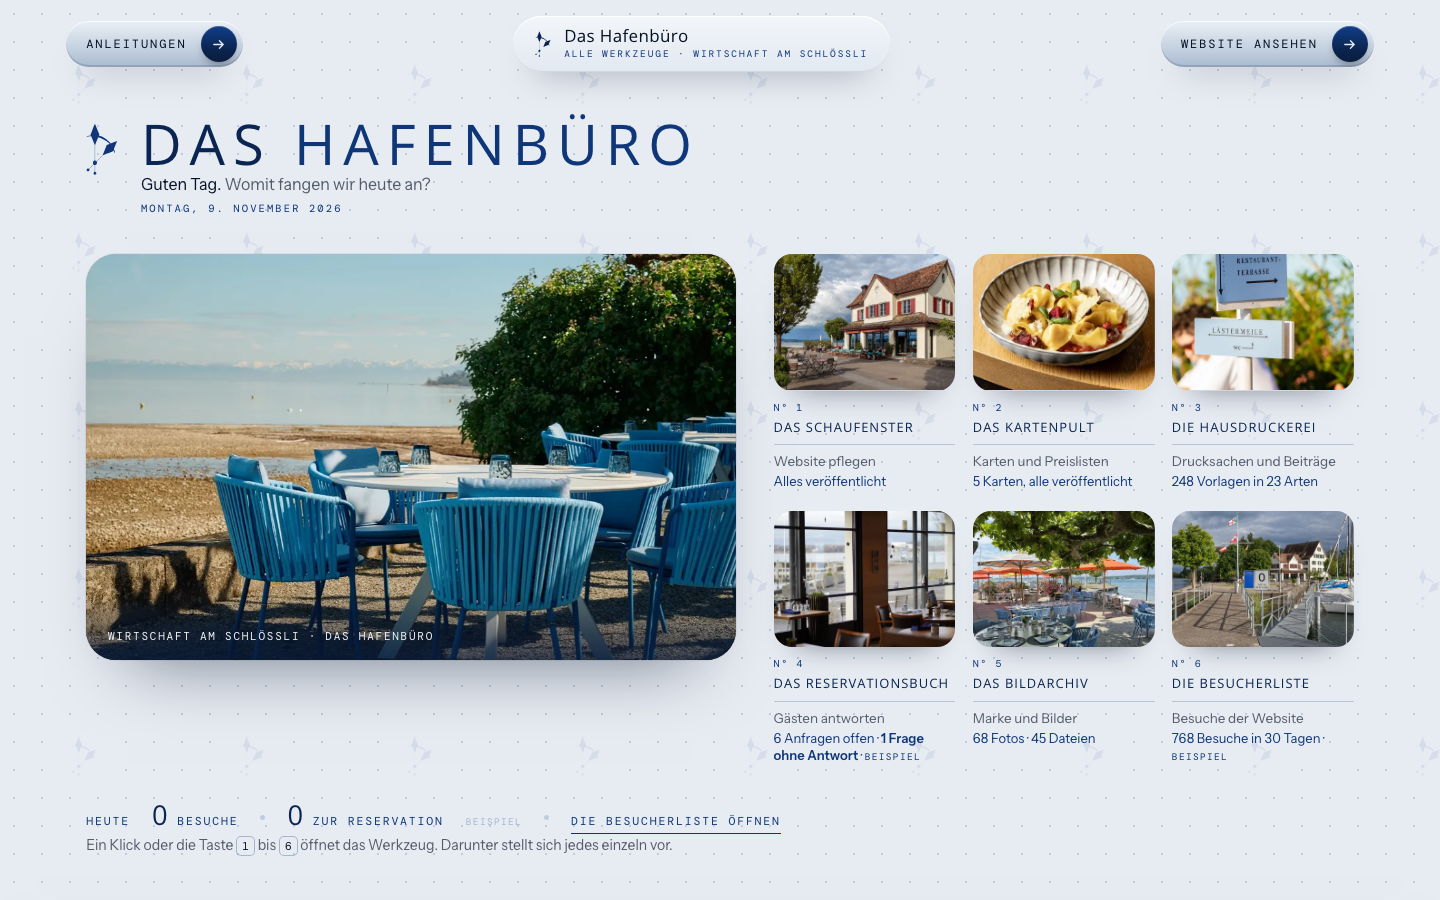 ANLEITUNGEN
Das Hafenbüro
ALLE WERKZEUGE · WIRTSCHAFT AM SCHLÖSSLI
WEBSITE ANSEHEN
DAS HAFENBÜRO
Guten Tag. Womit fangen wir heute an?
MONTAG, 9. NOVEMBER 2026
WIRTSCHAFT AM SCHLÖSSLI · DAS HAFENBÜRO
RESTAURANT-
TERRASSE
LÄSTERMEILE
WC
N° 1
DAS SCHAUFENSTER
Website pflegen
Alles veröffentlicht
N° 2
DAS KARTENPULT
Karten und Preislisten
5 Karten, alle veröffentlicht
N° 3
DIE HAUSDRUCKEREI
Drucksachen und Beiträge
248 Vorlagen in 23 Arten
N° 4
DAS RESERVATIONSBUCH
Gästen antworten
6 Anfragen offen · 1 Frage
ohne Antwort · BEISPIEL
N° 5
DAS BILDARCHIV
Marke und Bilder
68 Fotos · 45 Dateien
N° 6
DIE BESUCHERLISTE
Besuche der Website
768 Besuche in 30 Tagen ·
BEISPIEL
HEUTE 0 BESUCHE • 0 ZUR RESERVATION BEISPIEL • DIE BESUCHERLISTE ÖFFNEN
Ein Klick oder die Taste 1 bis 6 öffnet das Werkzeug. Darunter stellt sich jedes einzeln vor.